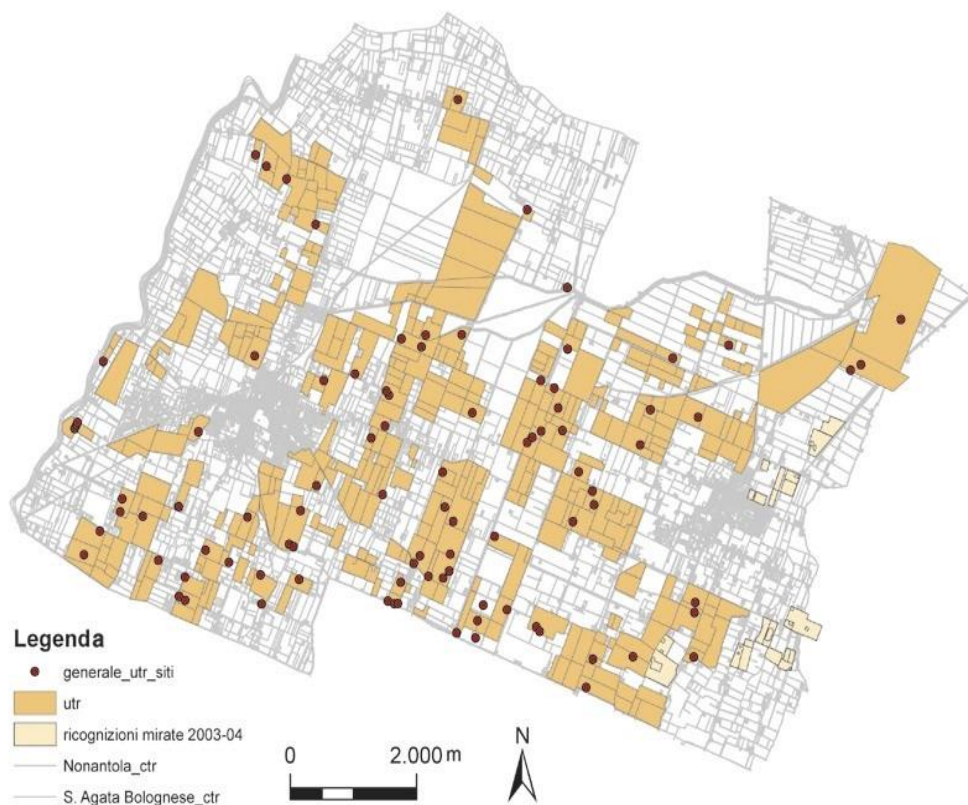 Legenda
generale_utr_siti
utr
ricognizioni mirate 2003-04
Nonantola_ctr
S. Agata Bolognese_ctr
0 2.000 m
N